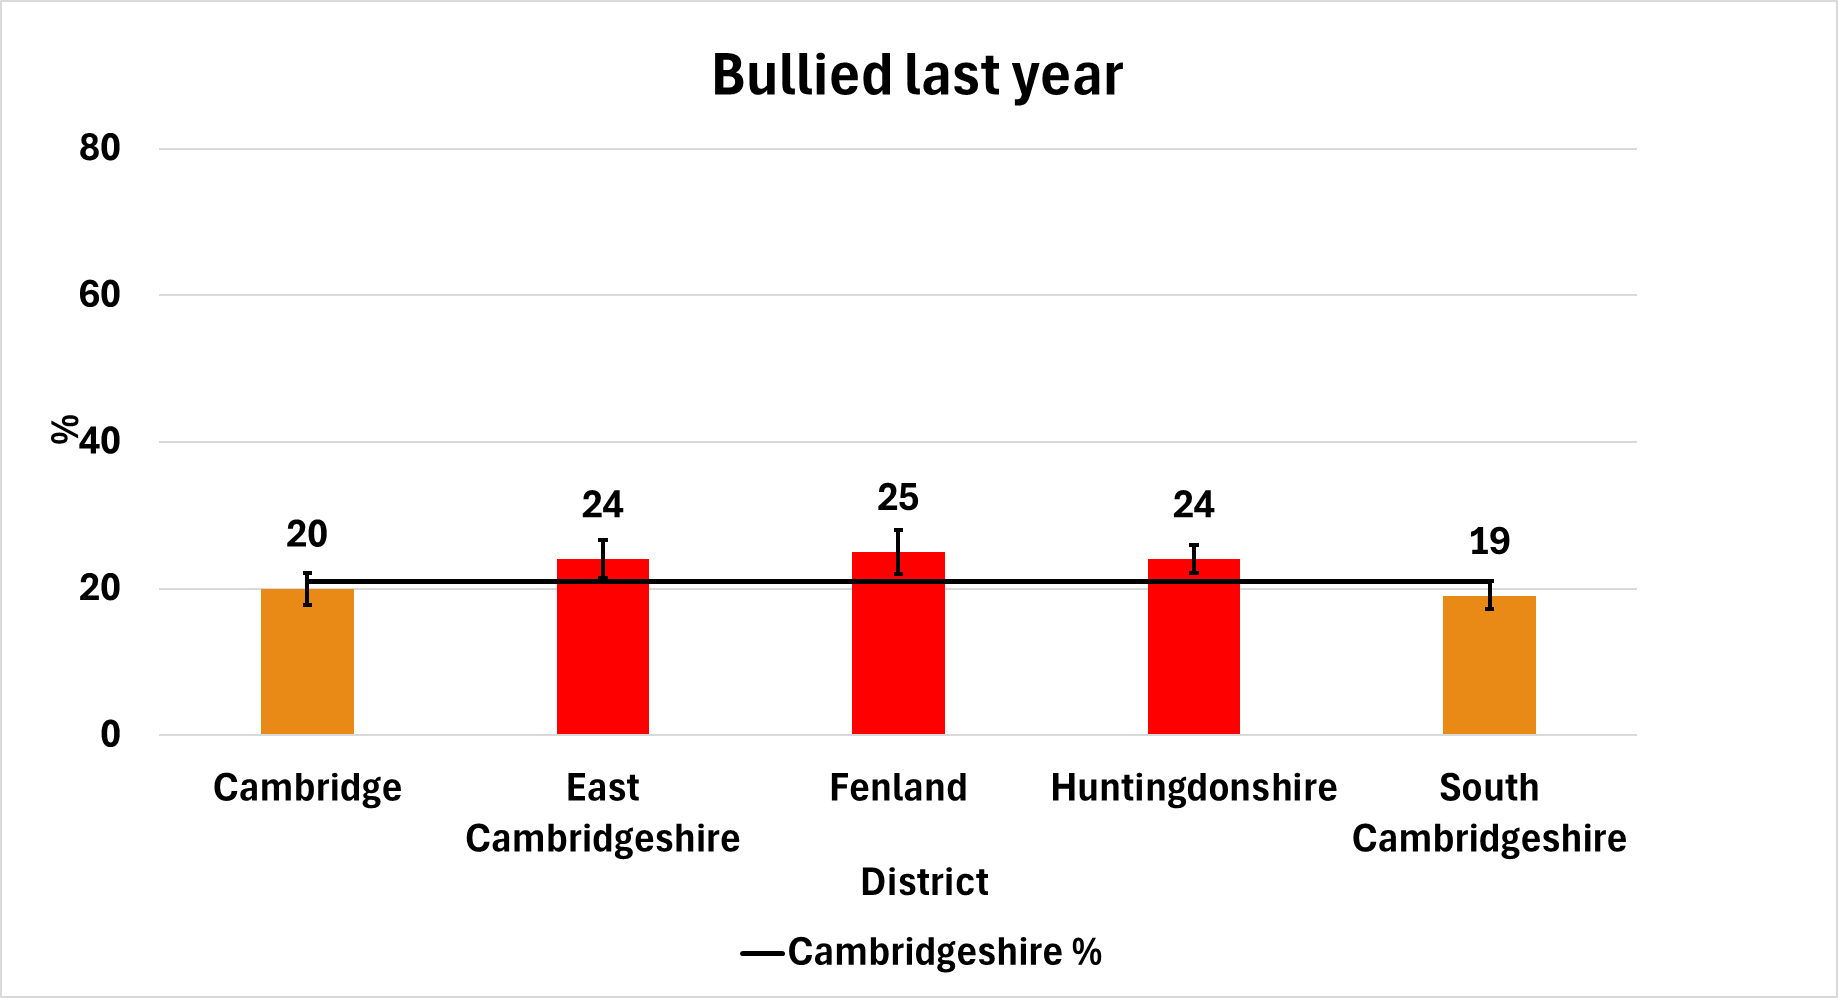 Bullied last year
80
60
%
40
20
0
20
24
25
24
19
Cambridge
East
Cambridgeshire
Fenland
Huntingdonshire
South
Cambridgeshire
District
Cambridgeshire %